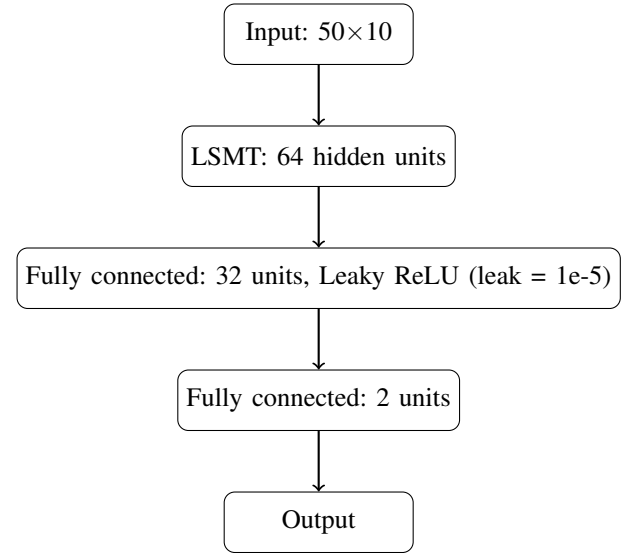 Input: 50×10
LSMT: 64 hidden units
Fully connected: 32 units, Leaky ReLU (leak = 1e-5)
Fully connected: 2 units
Output